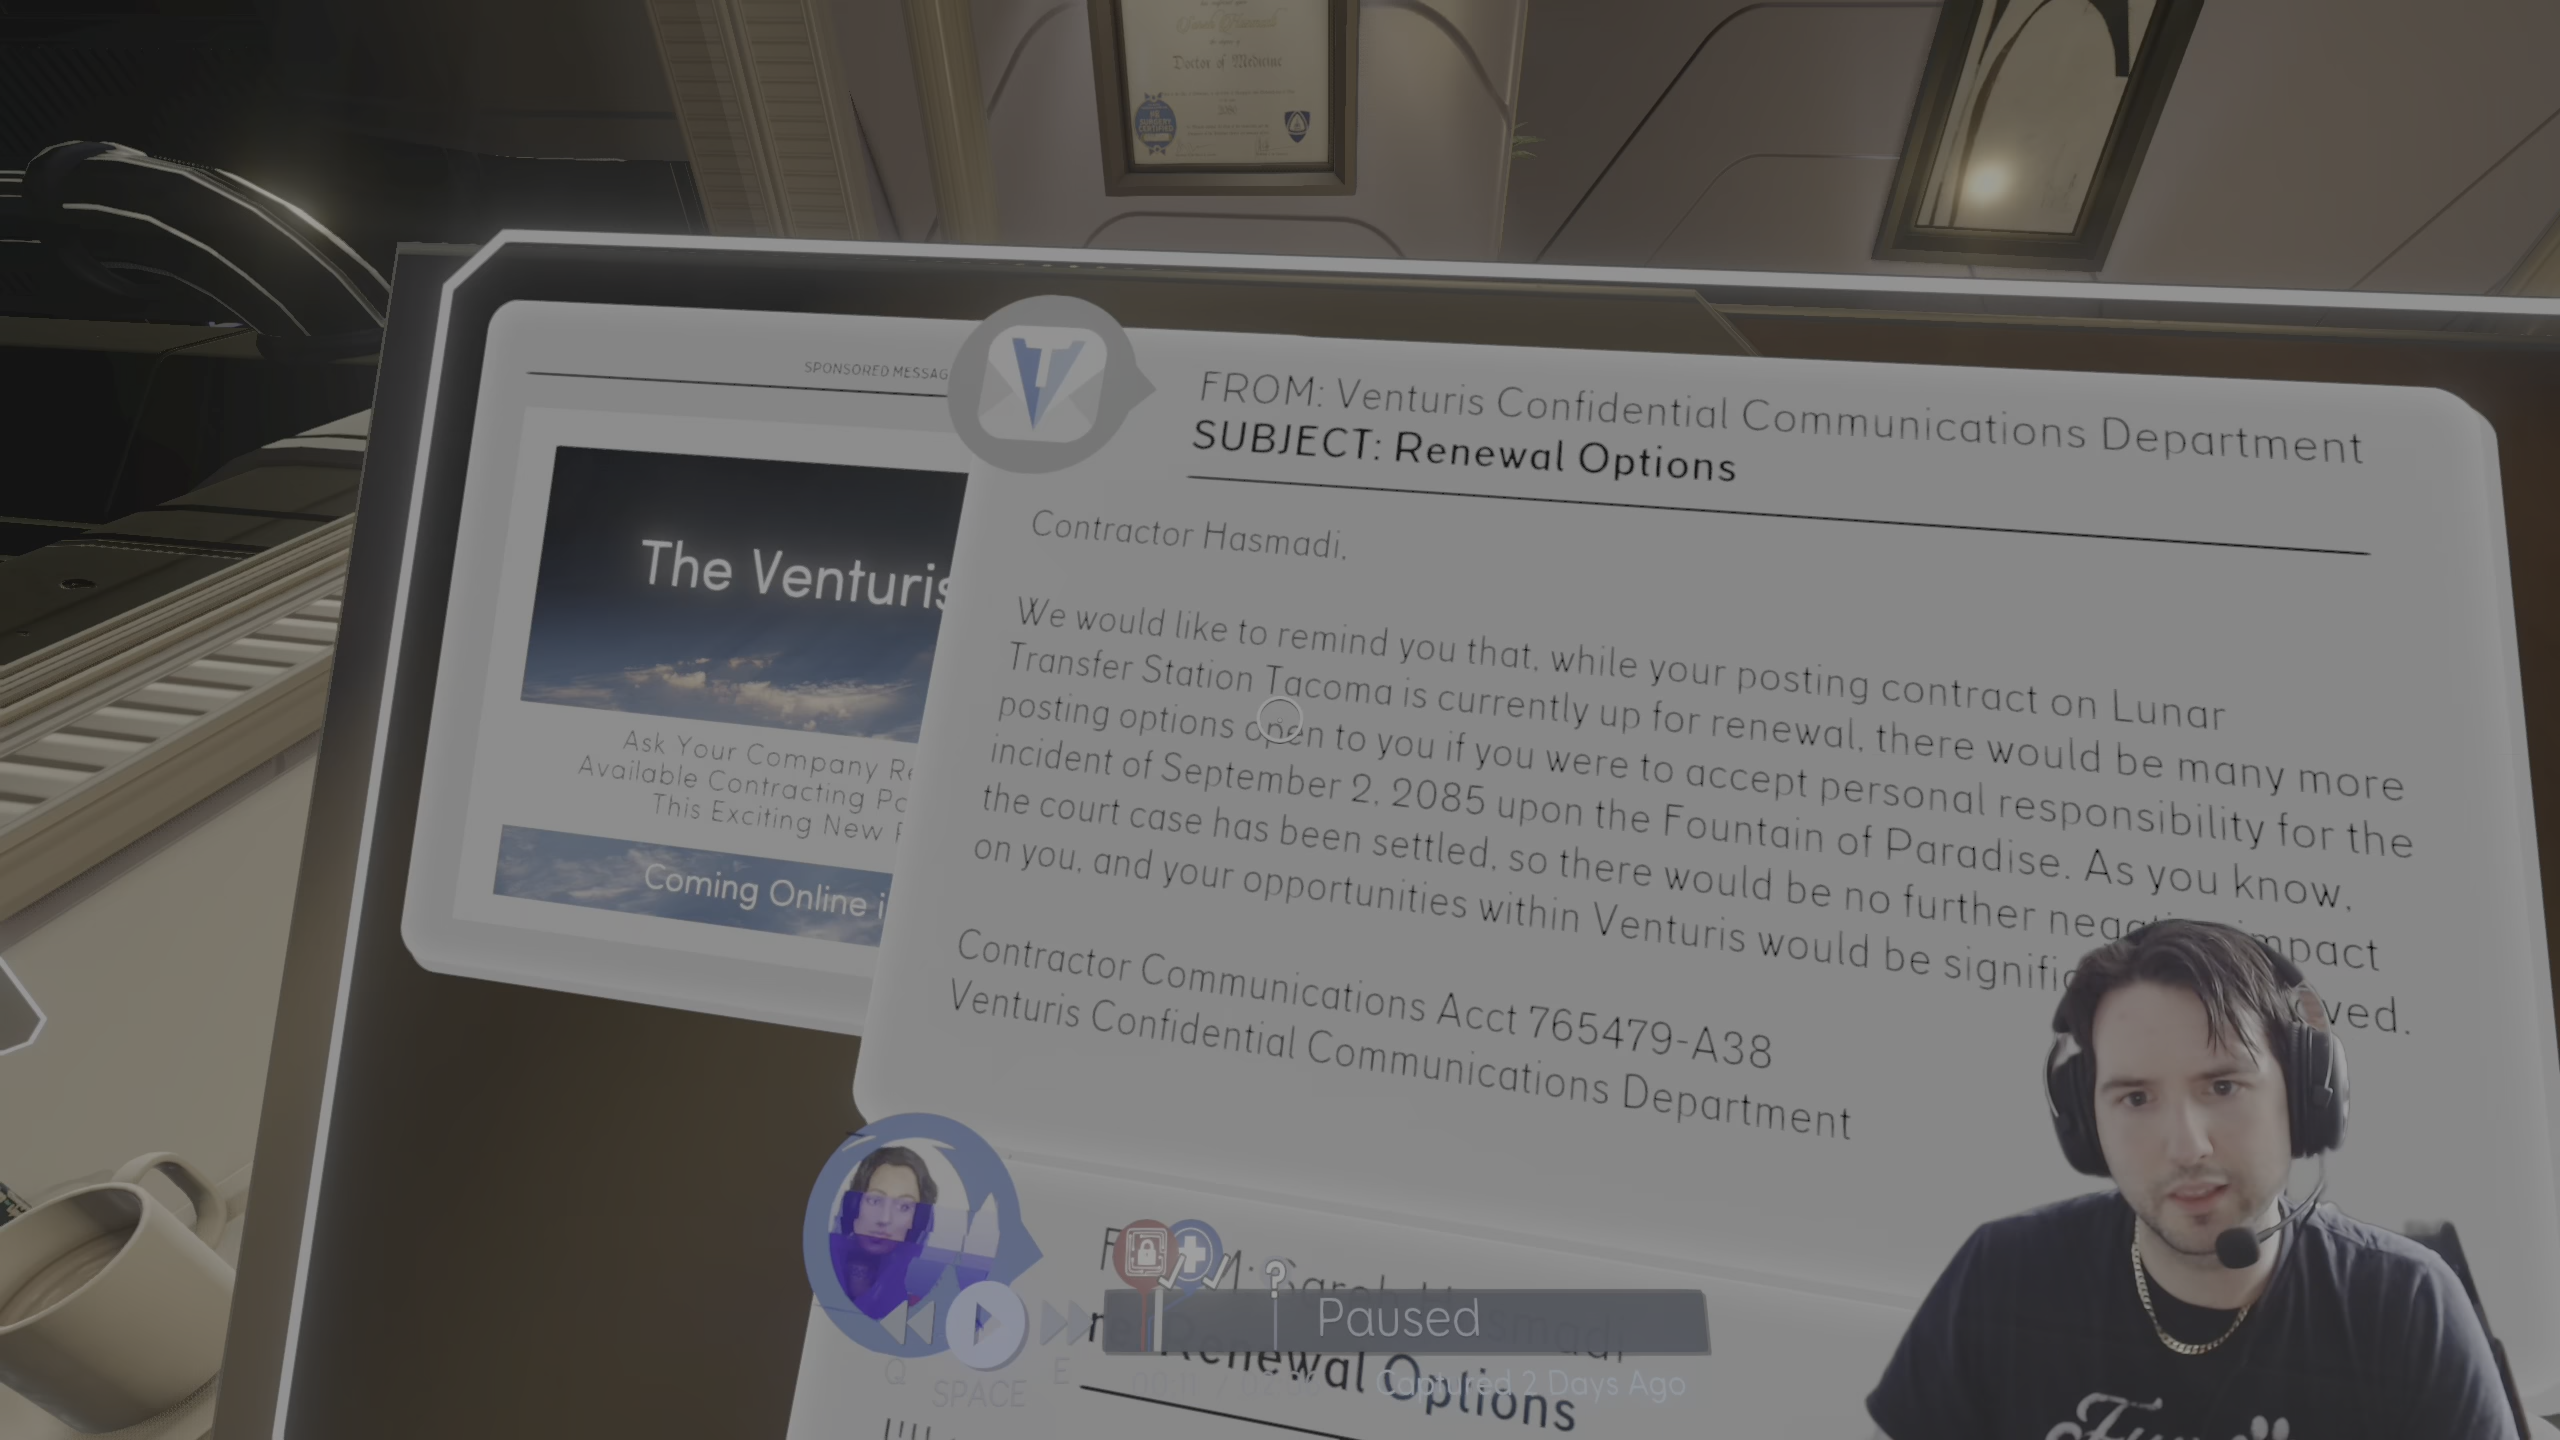 Doctor of Medicine
SPONSORED MESSAG
The Venturis
Ask Your Company Re
Available Contracting Po
This Exciting New
Coming Online i
FROM: Venturis Confidential Communications Department
SUBJECT: Renewal Options
Contractor Hasmadi,
We would like to remind you that, while your posting contract on Lunar
Transfer Station Tacoma is currently up for renewal, there would be many more
posting options open to you if you were to accept personal responsibility for the
incident of September 2, 2085 upon the Fountain of Paradise. As you know,
the court case has been settled, so there would be no further negative impact
on you, and your opportunities within Venturis would be signific ved.
Contractor Communications Acct 765479-A38
Venturis Confidential Communications Department
Sarah Hasmadi
Renewal Options
Paused
Captured 2 Days Ago
Q
SPACE
E